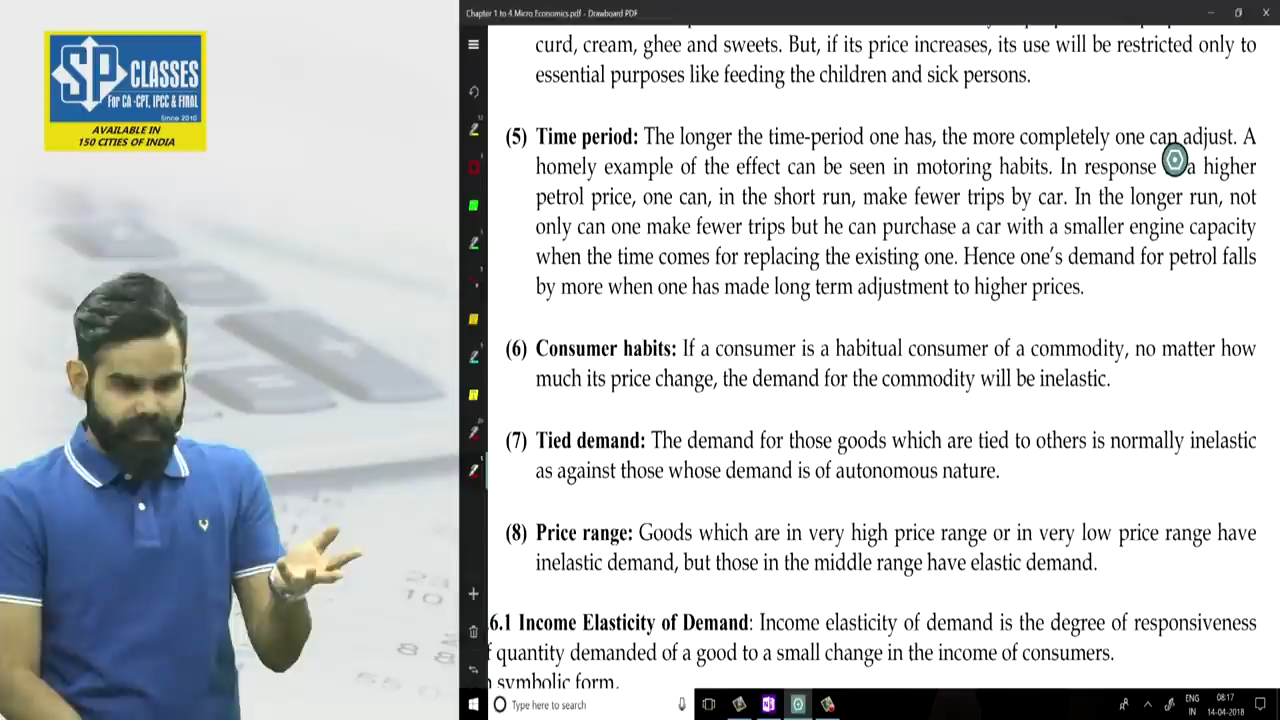 Chapter 1 to 4 Micro Economics.pdf - Drawboard PDF
SP CLASSES
For CA -CPT, IPCC & FINAL
Since 2010
AVAILABLE IN
150 CITIES OF INDIA
curd, cream, ghee and sweets. But, if its price increases, its use will be restricted only to
essential purposes like feeding the children and sick persons.
(5) Time period: The longer the time-period one has, the more completely one can adjust. A
homely example of the effect can be seen in motoring habits. In response a higher
petrol price, one can, in the short run, make fewer trips by car. In the longer run, not
only can one make fewer trips but he can purchase a car with a smaller engine capacity
when the time comes for replacing the existing one. Hence one's demand for petrol falls
by more when one has made long term adjustment to higher prices.
(6) Consumer habits: If a consumer is a habitual consumer of a commodity, no matter how
much its price change, the demand for the commodity will be inelastic.
(7) Tied demand: The demand for those goods which are tied to others is normally inelastic
as against those whose demand is of autonomous nature.
(8) Price range: Goods which are in very high price range or in very low price range have
inelastic demand, but those in the middle range have elastic demand.
6.1 Income Elasticity of Demand: Income elasticity of demand is the degree of responsiveness
f quantity demanded of a good to a small change in the income of consumers.
symbolic form.
Type here to search
ENG
IN
08:17
14-04-2018